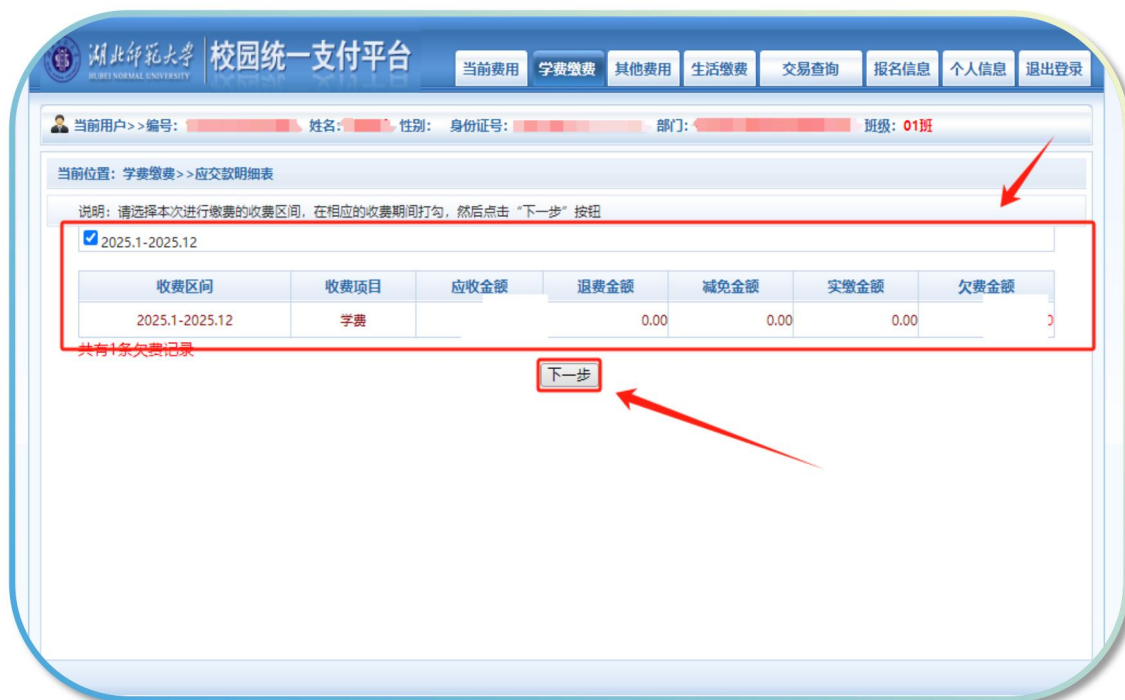 湖北师范大学 校园统一支付平台
HUBEI NORMAL UNIVERSITY
当前费用 学费缴费 其他费用 生活缴费 交易查询 报名信息 个人信息 退出登录
当前用户>>编号: 姓名: 性别: 身份证号: 部门: 班级: 01班
当前位置: 学费缴费>>应交款明细表
说明: 请选择本次进行缴费的收费区间, 在相应的收费期间打勾, 然后点击“下一步”按钮
2025.1-2025.12
收费区间 收费项目 应收金额 退费金额 减免金额 实缴金额 欠费金额
2025.1-2025.12 学费 0.00 0.00 0.00
共有1条欠费记录
下一步